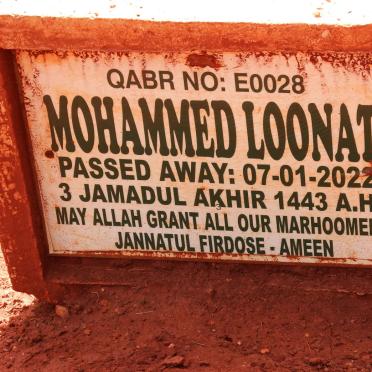 QABR NO: E0028
MOHAMMED LOONAT
PASSED AWAY: 07-01-2022
3 JAMADUL AKHIR 1443 A.H
MAY ALLAH GRANT ALL OUR MARHOOMEE
JANNATUL FIRDOSE - AMEEN